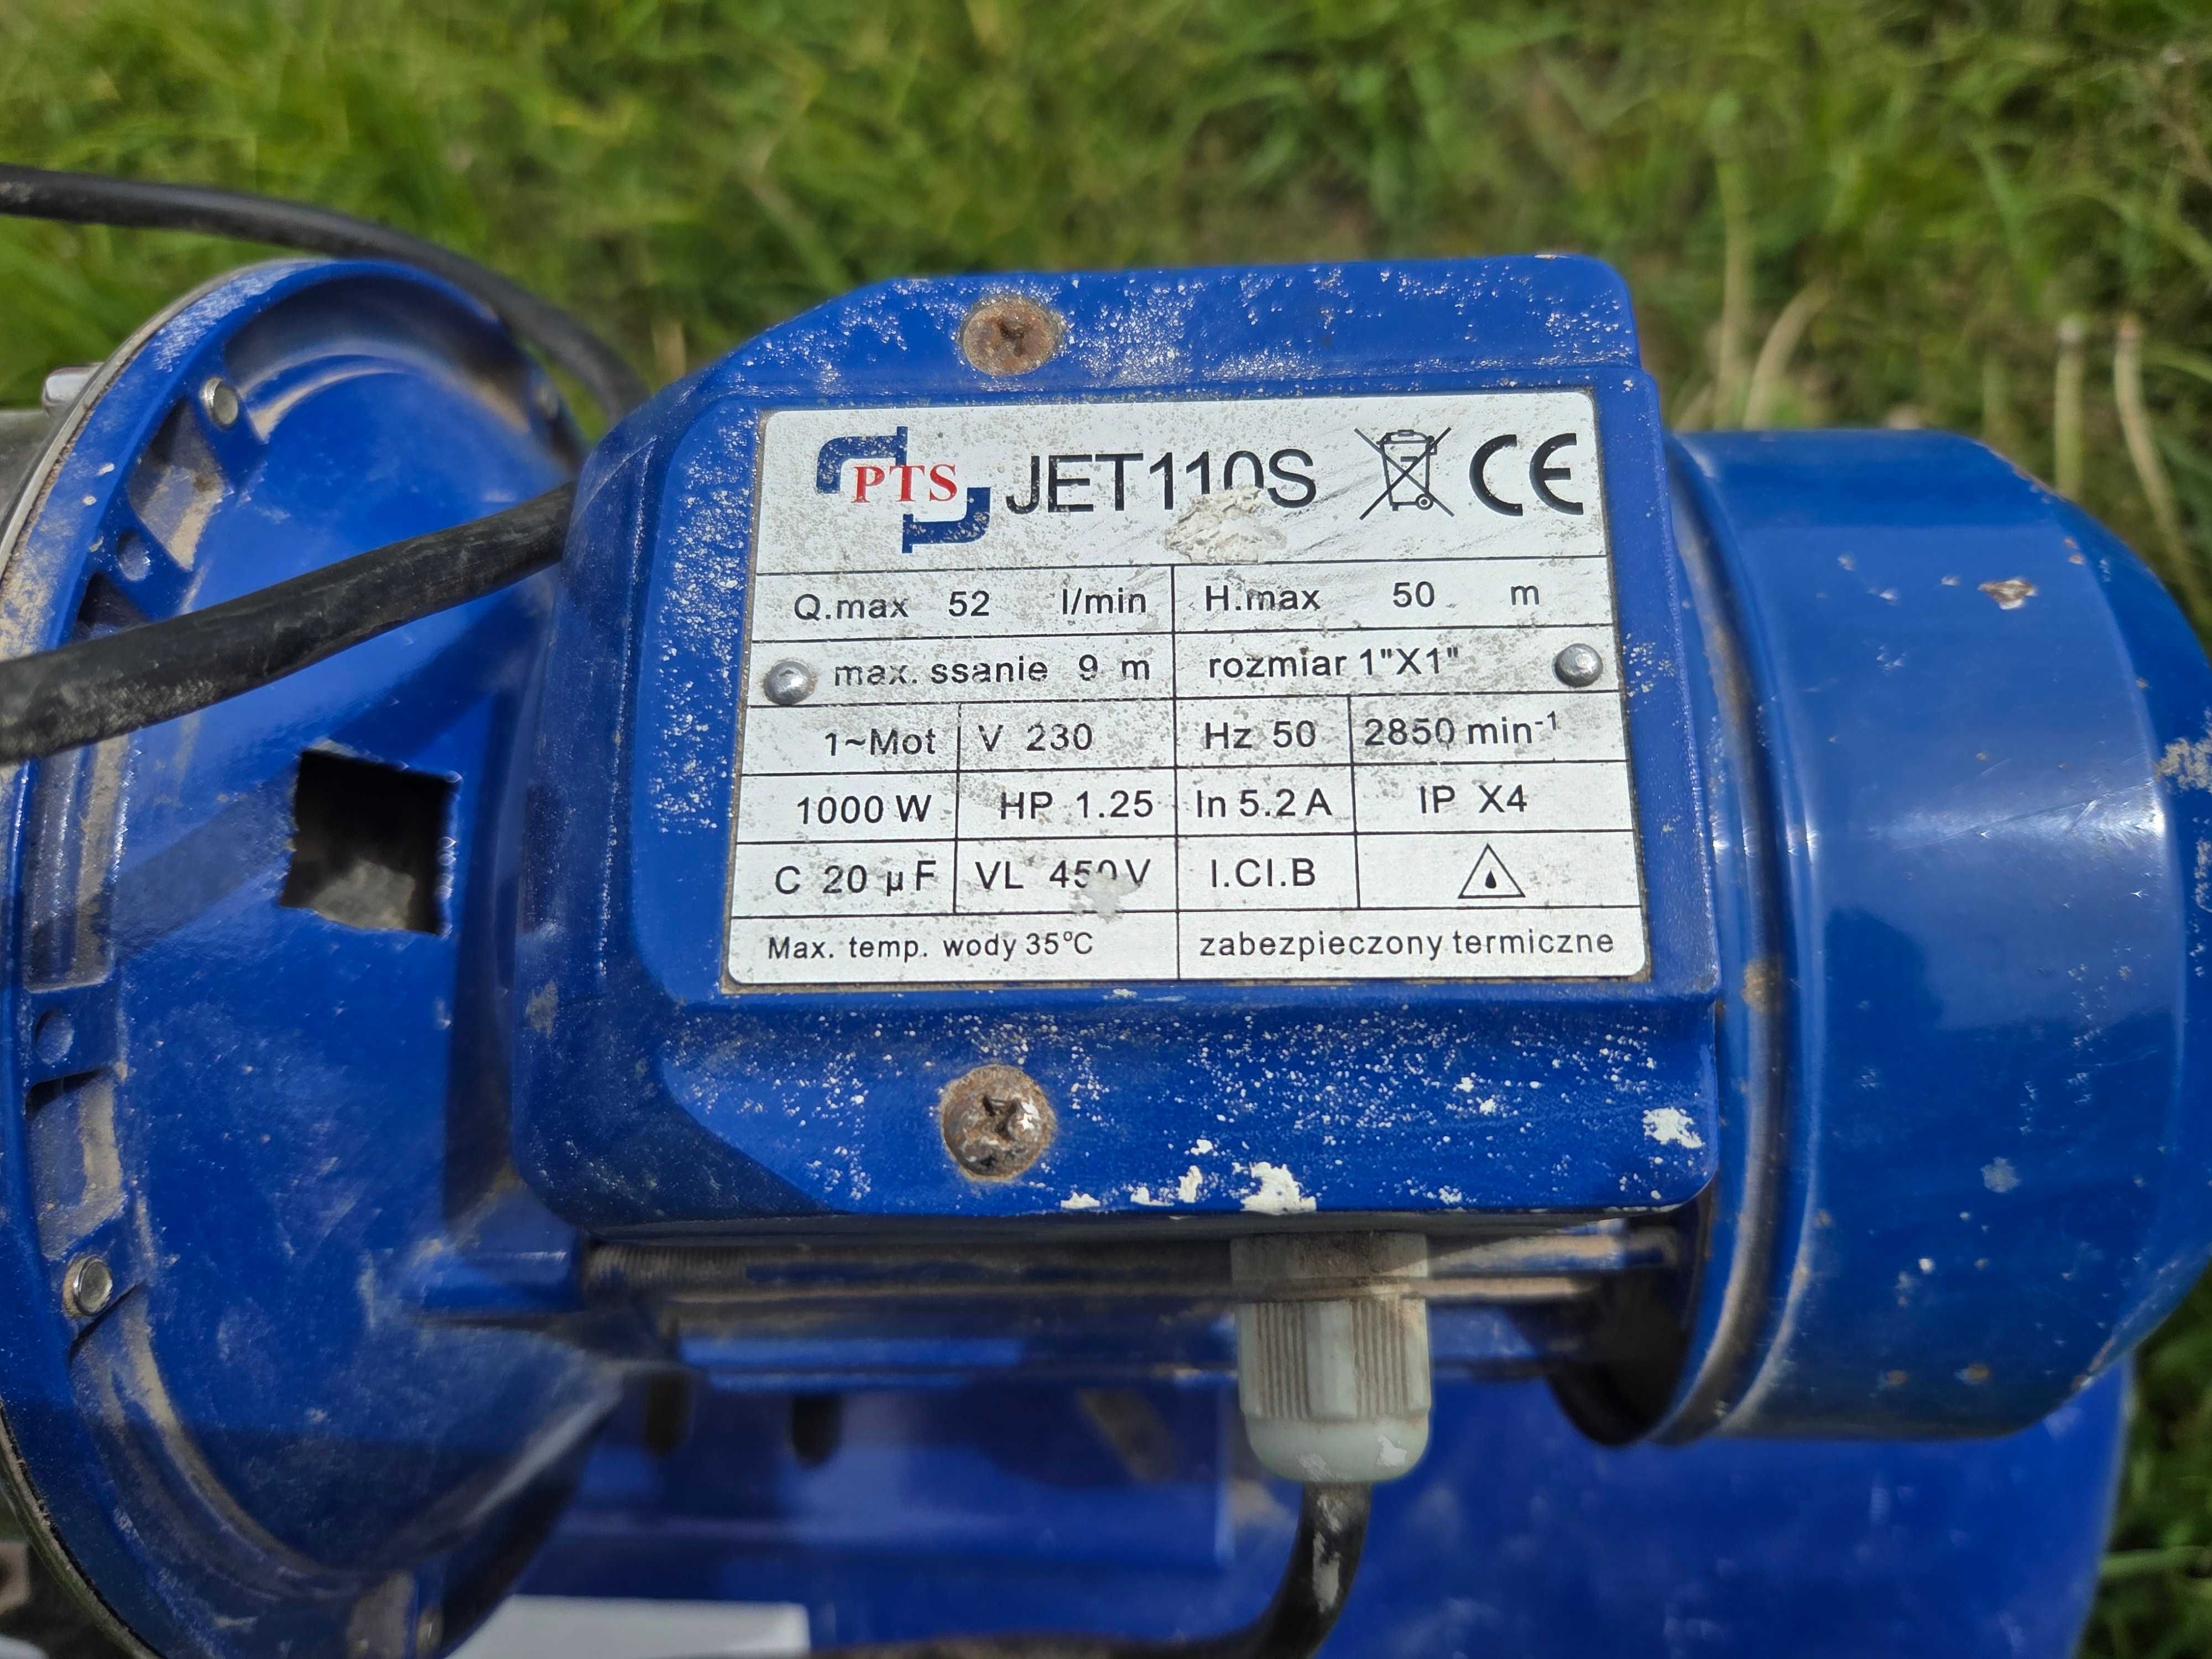 PTS JET110S CE
Q.max 52 l/min H.max 50 m
max. ssanie 9 m rozmiar 1"X1"
1~Mot V 230 Hz 50 2850 min⁻¹
1000 W HP 1.25 In 5.2 A IP X4
C 20 µF VL 450V I.Cl.B
Max. temp. wody 35°C zabezpieczony termiczne